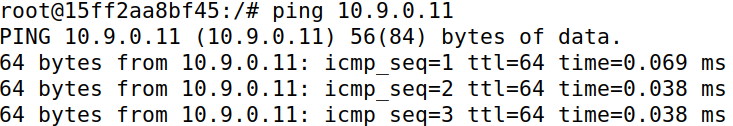 root@15ff2aa8bf45:/# ping 10.9.0.11
PING 10.9.0.11 (10.9.0.11) 56(84) bytes of data.
64 bytes from 10.9.0.11: icmp_seq=1 ttl=64 time=0.069 ms
64 bytes from 10.9.0.11: icmp_seq=2 ttl=64 time=0.038 ms
64 bytes from 10.9.0.11: icmp_seq=3 ttl=64 time=0.038 ms